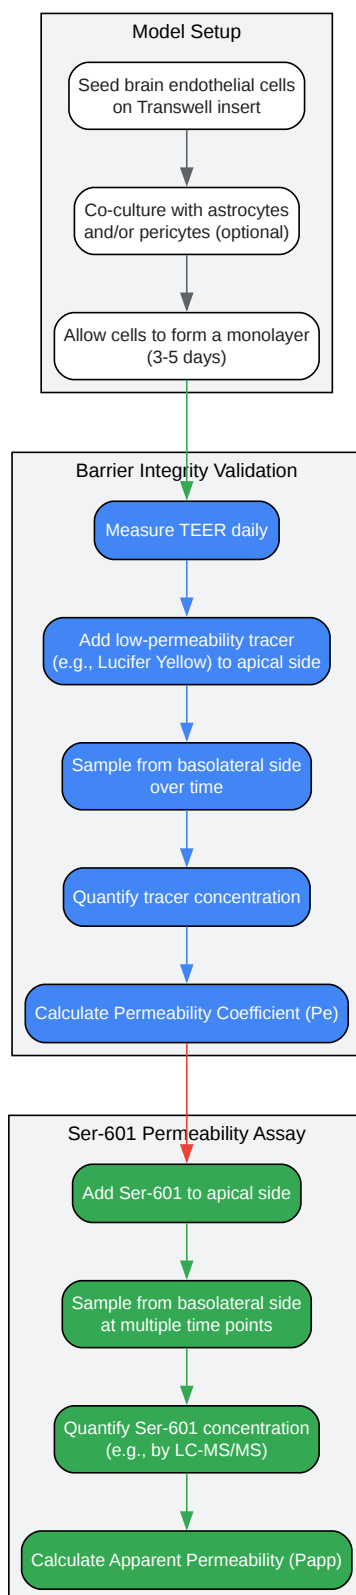 Model Setup
Seed brain endothelial cells
on Transwell insert
Co-culture with astrocytes
and/or pericytes (optional)
Allow cells to form a monolayer
(3-5 days)
Barrier Integrity Validation
Measure TEER daily
Add low-permeability tracer
(e.g., Lucifer Yellow) to apical side
Sample from basolateral side
over time
Quantify tracer concentration
Calculate Permeability Coefficient (Pe)
Ser-601 Permeability Assay
Add Ser-601 to apical side
Sample from basolateral side
at multiple time points
Quantify Ser-601 concentration
(e.g., by LC-MS/MS)
Calculate Apparent Permeability (Papp)